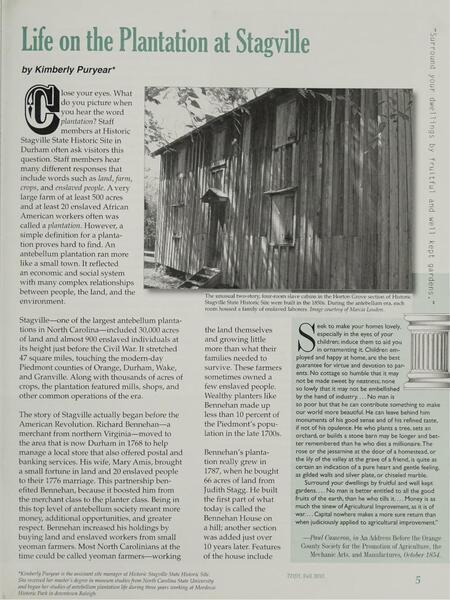 Life on the Plantation at Stagville
by Kimberly Puryear*
Close your eyes. What
do you picture when
you hear the word
plantation? Staff
members at Historic
Stagville State Historic Site in
Durham often ask visitors this
question. Staff members hear
many different responses that
include words such as land, farm,
crops, and enslaved people. A very
large farm of at least 500 acres
and at least 20 enslaved African
American workers often was
called a plantation. However, a
simple definition for a planta-
tion proves hard to find. An
antebellum plantation ran more
like a small town. It reflected
an economic and social system
with many complex relationships
between people, the land, and the
environment.
Stagville—one of the largest antebellum planta-
tions in North Carolina—included 30,000 acres
of land and almost 900 enslaved individuals at
its height just before the Civil War. It stretched
47 square miles, touching the modern-day
Piedmont counties of Orange, Durham, Wake,
and Granville. Along with thousands of acres of
crops, the plantation featured mills, shops, and
other common operations of the era.
The story of Stagville actually began before the
American Revolution. Richard Bennehan—a
merchant from northern Virginia—moved to
the area that is now Durham in 1768 to help
manage a local store that also offered postal and
banking services. His wife, Mary Amis, brought
a small fortune in land and 20 enslaved people
to their 1776 marriage. This partnership ben-
efited Bennehan, because it boosted him from
the merchant class to the planter class. Being in
this top level of antebellum society meant more
money, additional opportunities, and greater
respect. Bennehan increased his holdings by
buying land and enslaved workers from small
yeoman farmers. Most North Carolinians at the
time could be called yeoman farmers—working
The unusual two-story, four-room slave cabins in the Horton Grove section of Historic
Stagville State Historic Site were built in the 1850s. During the antebellum era, each
room housed a family of enslaved laborers. Image courtesy of Marcia Louden.
the land themselves
and growing little
more than what their
families needed to
survive. These farmers
sometimes owned a
few enslaved people.
Wealthy planters like
Bennehan made up
less than 10 percent of
the Piedmont's popu-
lation in the late 1700s.
Bennehan's planta-
tion really grew in
1787, when he bought
66 acres of land from
Judith Stagg. He built
the first part of what
today is called the
Bennehan House on
a hill; another section
was added just over
10 years later. Features
of the house include
"Surround your dwellings by fruitful and well kept gardens."
Seek to make your homes lovely,
especially in the eyes of your
children; induce them to aid you
in ornamenting it. Children em-
ployed and happy at home, are the best
guarantee for virtue and devotion to par-
ents. No cottage so humble that it may
not be made sweet by neatness, none
so lowly that it may not be embellished
by the hand of industry. . . . No man is
so poor but that he can contribute something to make
our world more beautiful. He can leave behind him
monuments of his good sense and of his refined taste,
if not of his opulence. He who plants a tree, sets an
orchard, or builds a stone barn may be longer and bet-
ter remembered than he who dies a millionaire. The
rose or the jessamine at the door of a homestead, or
the lily of the valley at the grave of a friend, is quite as
certain an indication of a pure heart and gentle feeling,
as gilded walls and silver plate, or chiseled marble.
Surround your dwellings by fruitful and well kept
gardens. . . . No man is better entitled to all the good
fruits of the earth, than he who tills it. . . . Money is as
much the sinew of Agricultural Improvement, as it is of
war. . . . Capital nowhere makes a more sure return than
when judiciously applied to agricultural improvement."
—Paul Cameron, in An Address Before the Orange
County Society for the Promotion of Agriculture, the
Mechanic Arts, and Manufactures, October 1854.
*Kimberly Puryear is the assistant site manager at Historic Stagville State Historic Site.
She received her master's degree in museum studies from North Carolina State University
and began her studies of antebellum plantation life during three years working at Mordecai
Historic Park in downtown Raleigh.
THJH, Fall 2010
5